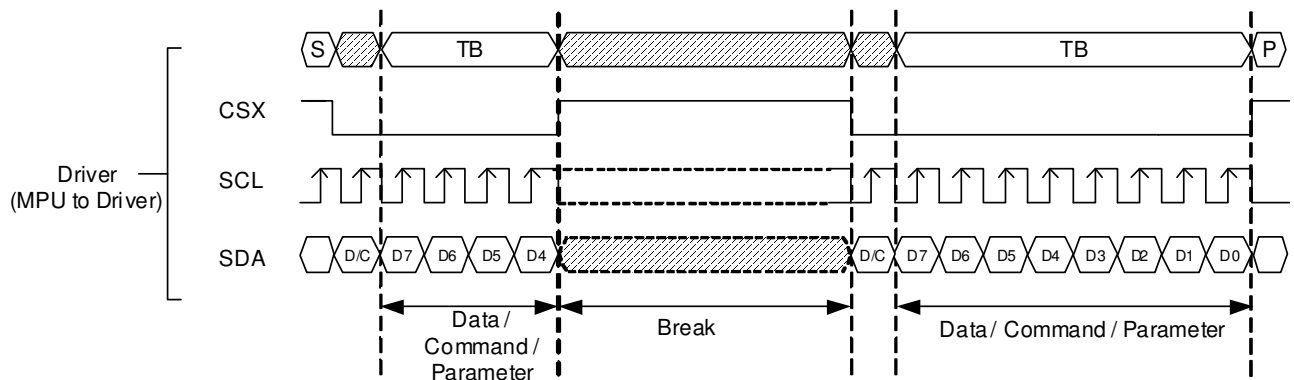 S TB TB P
CSX
Driver
(MPU to Driver)
SCL
SDA D/C D7 D6 D5 D4 D/C D7 D6 D5 D4 D3 D2 D1 D0
Data / Command / Parameter
Break
Data / Command / Parameter